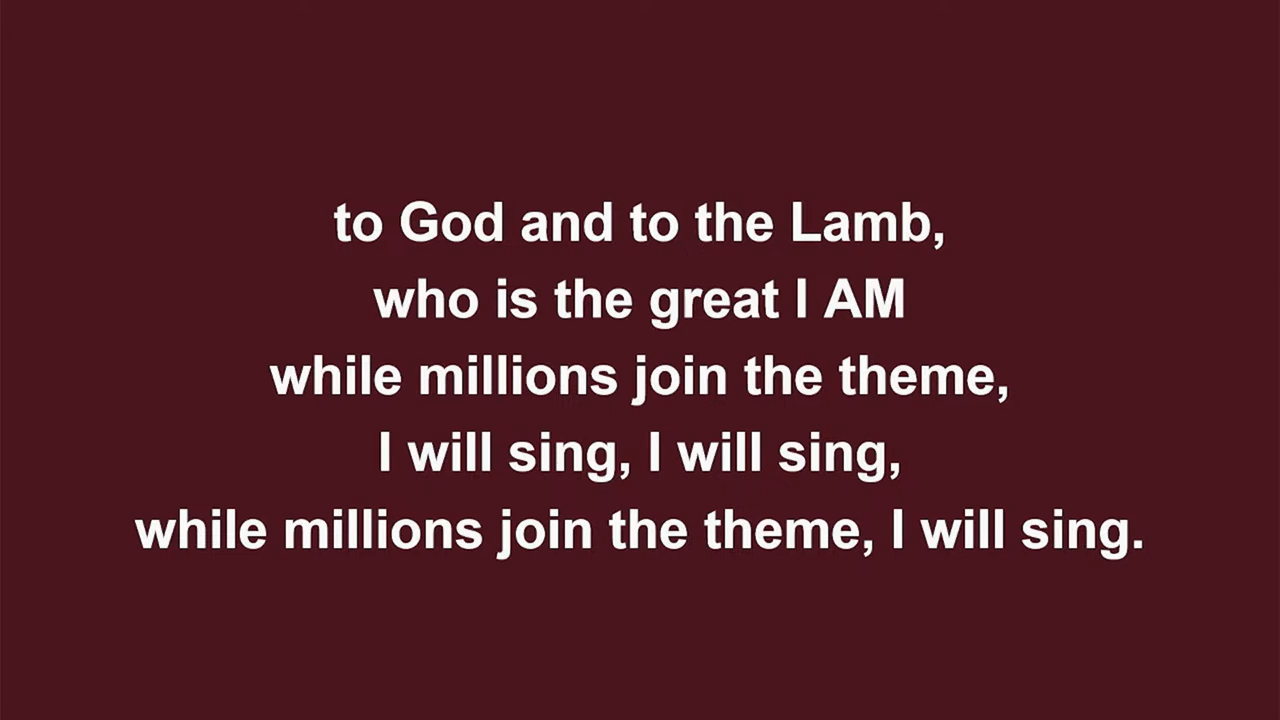 to God and to the Lamb,
who is the great I AM
while millions join the theme,
I will sing, I will sing,
while millions join the theme, I will sing.